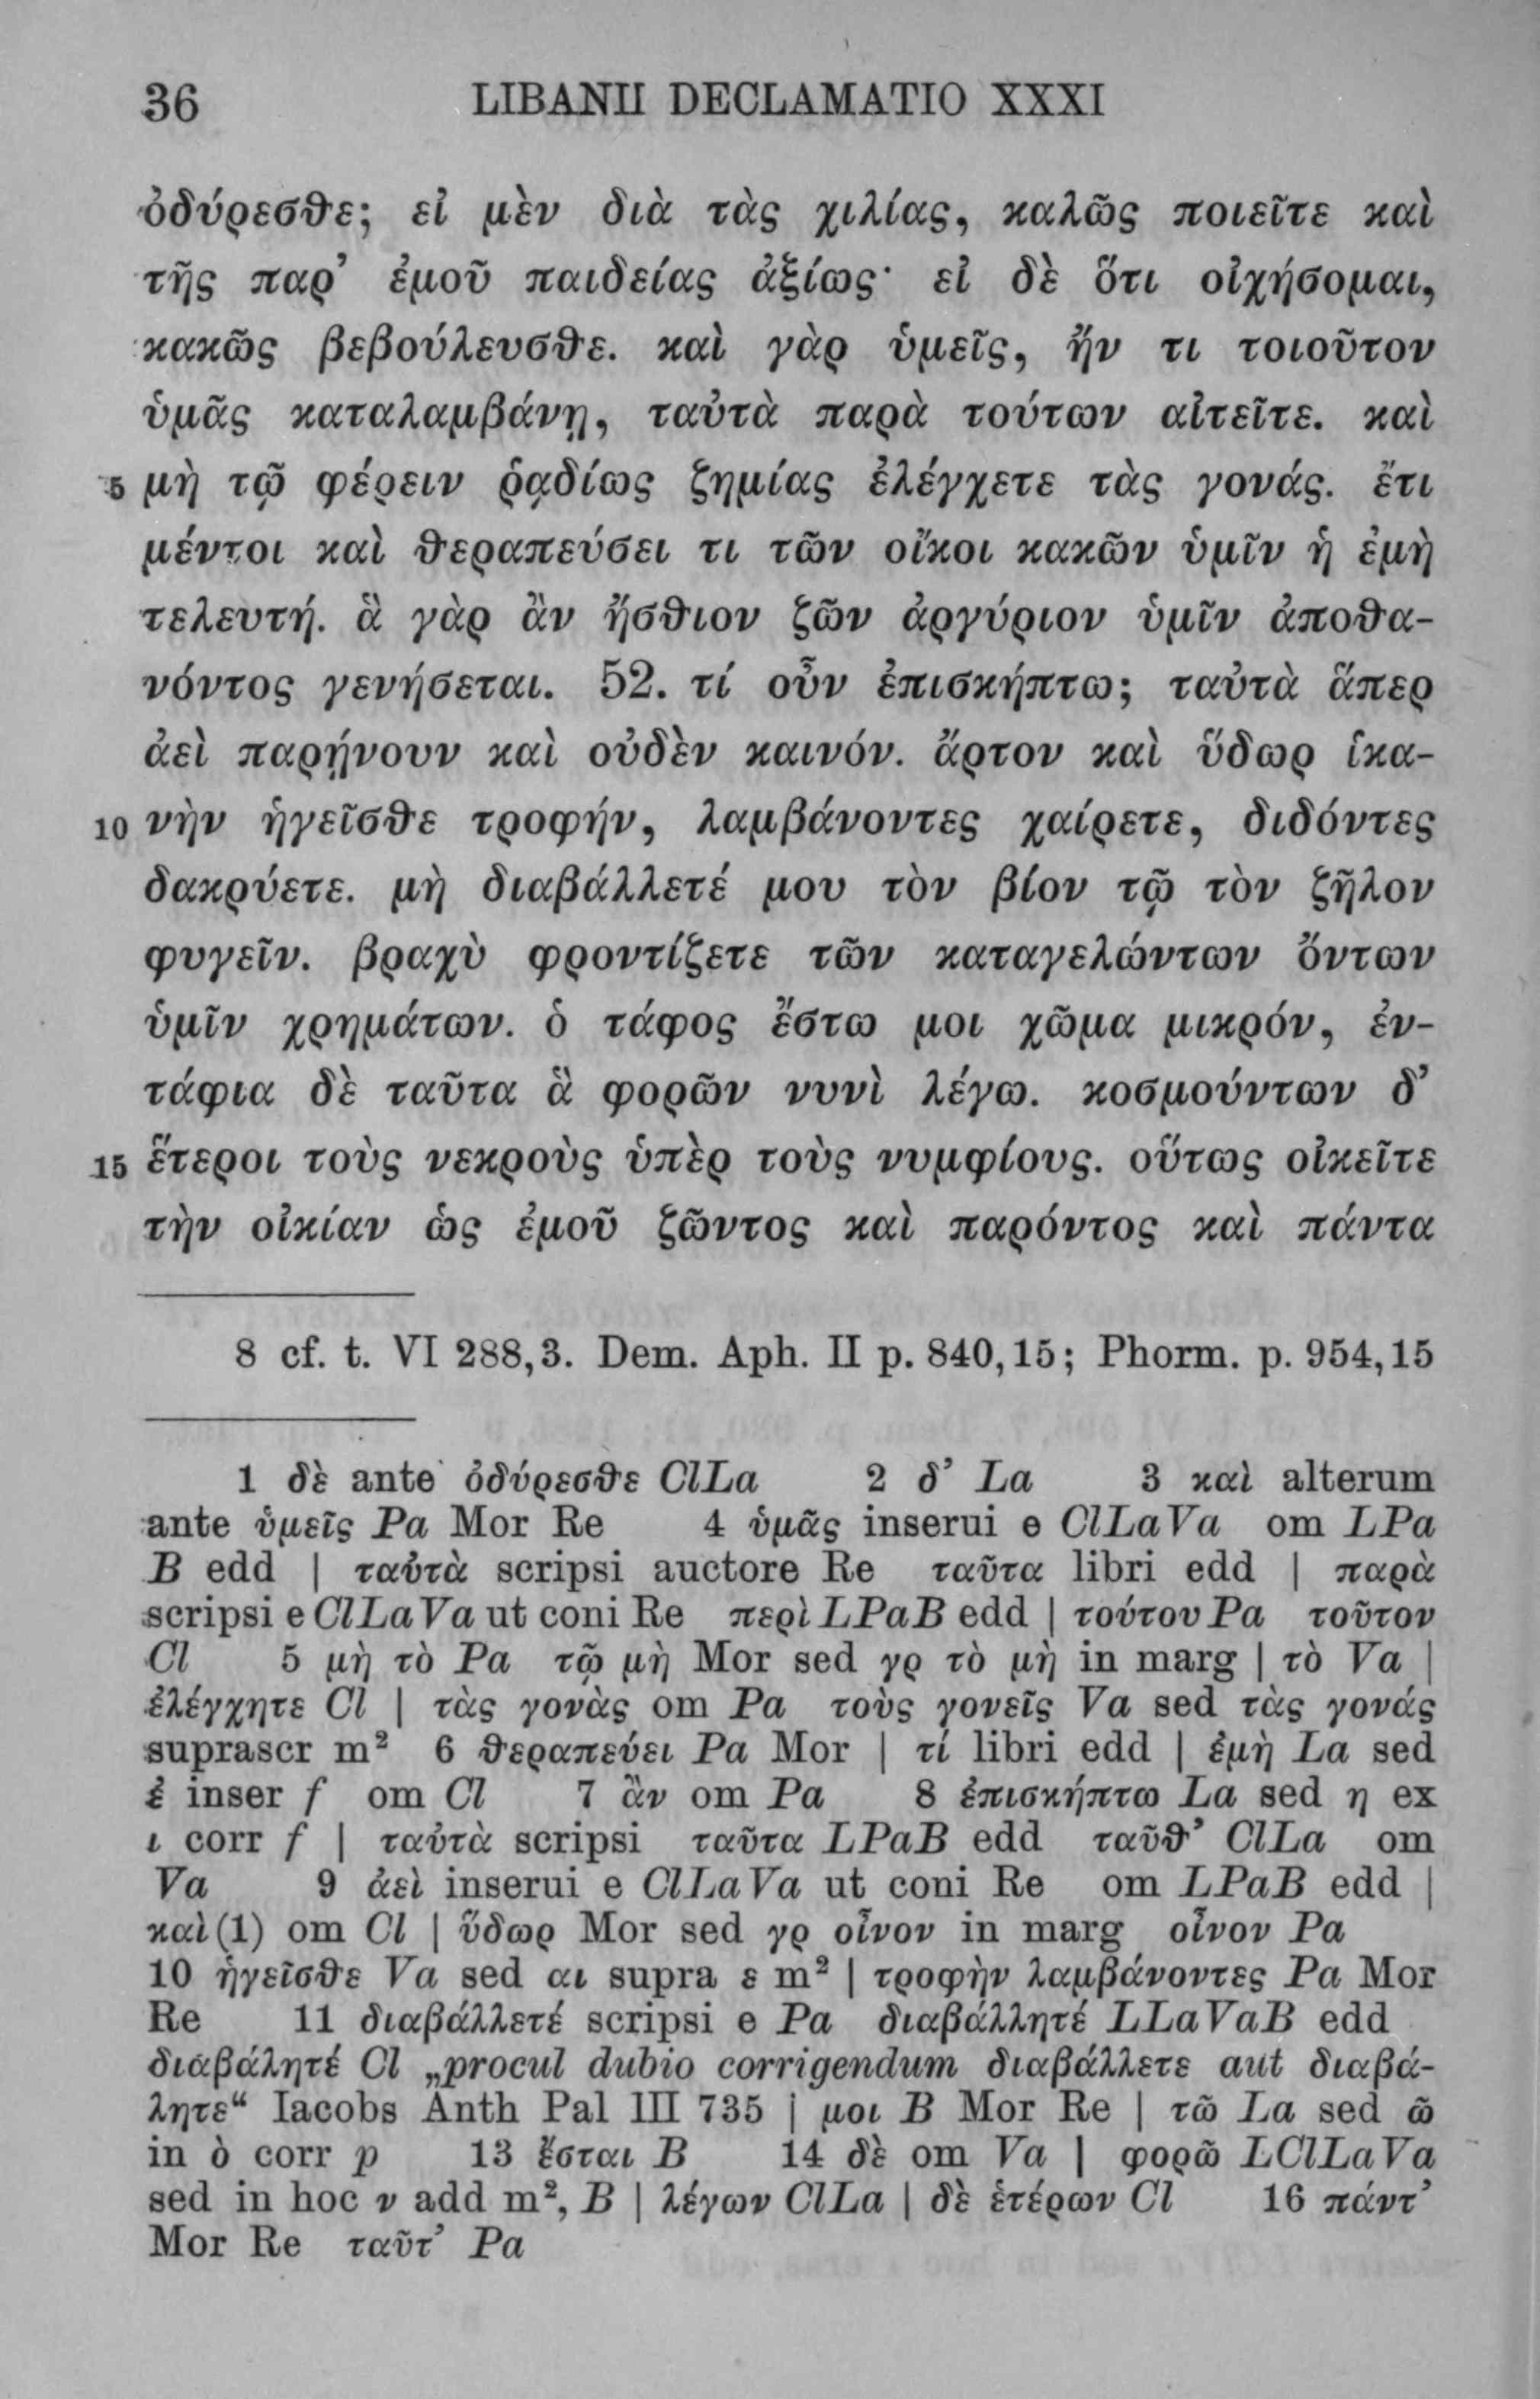 36 LIBANII DECLAMATIO XXXI
ὀδύρεσθε; εἰ μὲν διὰ τὰς χιλίας, καλῶς ποιεῖτε καὶ
τῆς παρ’ ἐμοῦ παιδείας ἀξίως· εἰ δὲ ὅτι οἰχήσομαι,
κακῶς βεβούλευσθε. καὶ γὰρ ὑμεῖς, ἤν τι τοιοῦτον
ὑμᾶς καταλαμβάνῃ, ταὐτὰ παρὰ τούτων αἰτεῖτε. καὶ
5 μὴ τῷ φέρειν ῥᾳδίως ζημίας ἐλέγχετε τὰς γονάς. ἔτι
μέντοι καὶ θεραπεύσει τι τῶν οἴκοι κακῶν ὑμῖν ἡ ἐμὴ
τελευτή. ἃ γὰρ ἂν ἤσθιον ζῶν ἀργύριον ὑμῖν ἀποθα-
νόντος γενήσεται. 52. τί οὖν ἐπισκήπτω; ταὐτὰ ἅπερ
ἀεὶ παρῄνουν καὶ οὐδὲν καινόν. ἄρτον καὶ ὕδωρ ἱκα-
10 νὴν ἡγεῖσθε τροφήν, λαμβάνοντες χαίρετε, διδόντες
δακρύετε. μὴ διαβάλλετέ μου τὸν βίον τῷ τὸν ζῆλον
φυγεῖν. βραχὺ φροντίζετε τῶν καταγελώντων ὄντων
ὑμῖν χρημάτων. ὁ τάφος ἔστω μοι χῶμα μικρόν, ἐν-
τάφια δὲ ταῦτα ἃ φορῶν νυνὶ λέγω. κοσμούντων δ’
15 ἕτεροι τοὺς νεκροὺς ὑπὲρ τοὺς νυμφίους. οὕτως οἰκεῖτε
τὴν οἰκίαν ὡς ἐμοῦ ζῶντος καὶ παρόντος καὶ πάντα
8 cf. t. VI 288,3. Dem. Aph. II p. 840,15; Phorm. p. 954,15
1 δὲ ante ὀδύρεσθε ClLa 2 δ’ La 3 καὶ alterum
ante ὑμεῖς Pa Mor Re 4 ὑμᾶς inserui e ClLaVa om LPa
B edd | ταὐτὰ scripsi auctore Re ταῦτα libri edd | παρὰ
scripsi e ClLaVa ut coni Re περὶ LPaB edd | τούτου Pa τοῦτον
Cl 5 μὴ τὸ Pa τῷ μὴ Mor sed γρ τὸ μὴ in marg | τὸ Va |
ἐλέγχητε Cl | τὰς γονὰς om Pa τοὺς γονεῖς Va sed τὰς γονάς
suprascr m² 6 θεραπεύει Pa Mor | τί libri edd | ἐμὴ La sed
ἐ inser f om Cl 7 ἂν om Pa 8 ἐπισκήπτω La sed η ex
ι corr f | ταὐτὰ scripsi ταῦτα LPaB edd ταῦθ’ ClLa om
Va 9 ἀεὶ inserui e ClLaVa ut coni Re om LPaB edd |
καὶ(1) om Cl | ὕδωρ Mor sed γρ οἶνον in marg οἶνον Pa
10 ἡγεῖσθε Va sed αι supra ε m² | τροφὴν λαμβάνοντες Pa Mor
Re 11 διαβάλλετέ scripsi e Pa διαβάλλητέ LLaVaB edd
διαβάλητέ Cl „procul dubio corrigendum διαβάλλετε aut διαβά-
λητε“ Iacobs Anth Pal III 735 | μοι B Mor Re | τῶ La sed ῶ
in ὸ corr p 13 ἔσται B 14 δὲ om Va | φορῶ LClLaVa
sed in hoc ν add m², B | λέγων ClLa | δὲ ἑτέρων Cl 16 πάντ’
Mor Re ταῦτ’ Pa